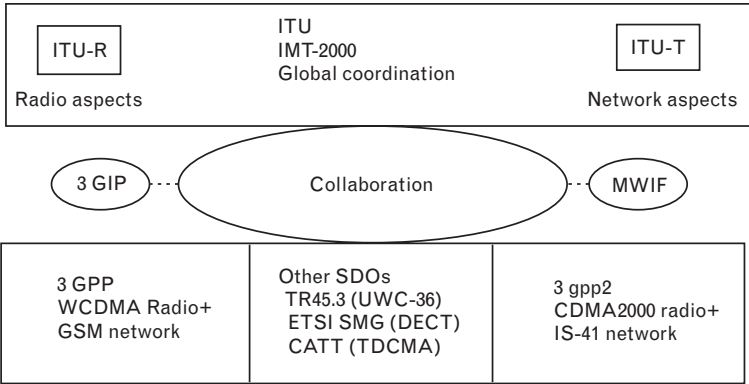 ITU-R
Radio aspects
ITU
IMT-2000
Global coordination
ITU-T
Network aspects
3 GIP
Collaboration
MWIF
3 GPP
WCDMA Radio+
GSM network
Other SDOs
TR45.3 (UWC-36)
ETSI SMG (DECT)
CATT (TDCMA)
3 gpp2
CDMA2000 radio+
IS-41 network